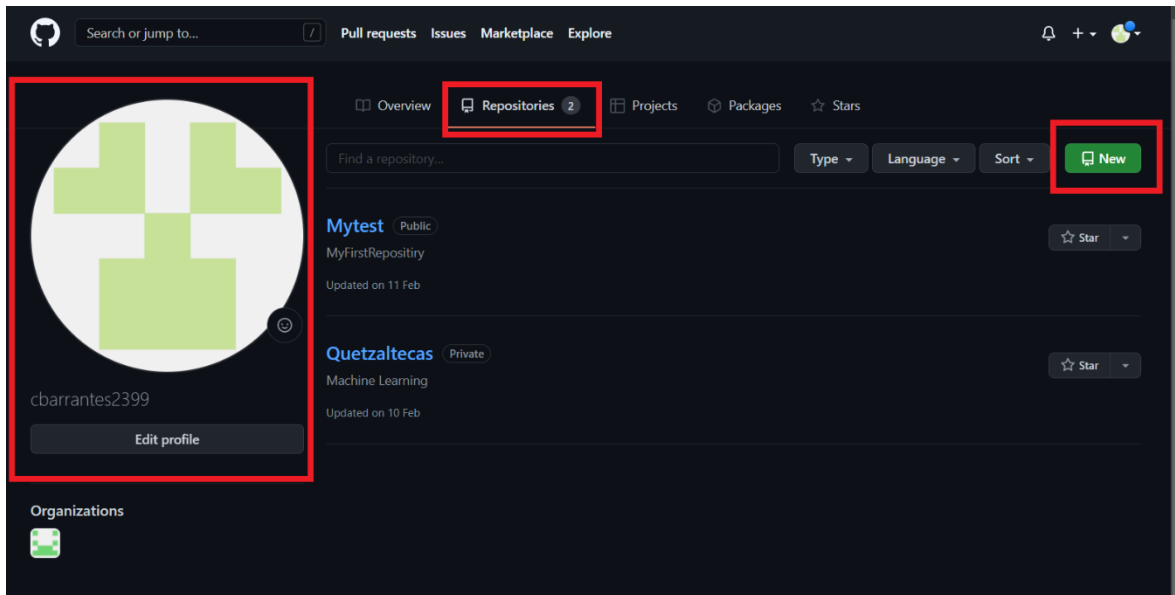 Search or jump to... / Pull requests Issues Marketplace Explore
Overview Repositories 2 Projects Packages Stars
Find a repository... Type Language Sort New
Mytest Public
Star
MyFirstRepositiry
Updated on 11 Feb
Quetzaltecas Private
Star
Machine Learning
Updated on 10 Feb
cbarrantes2399
Edit profile
Organizations